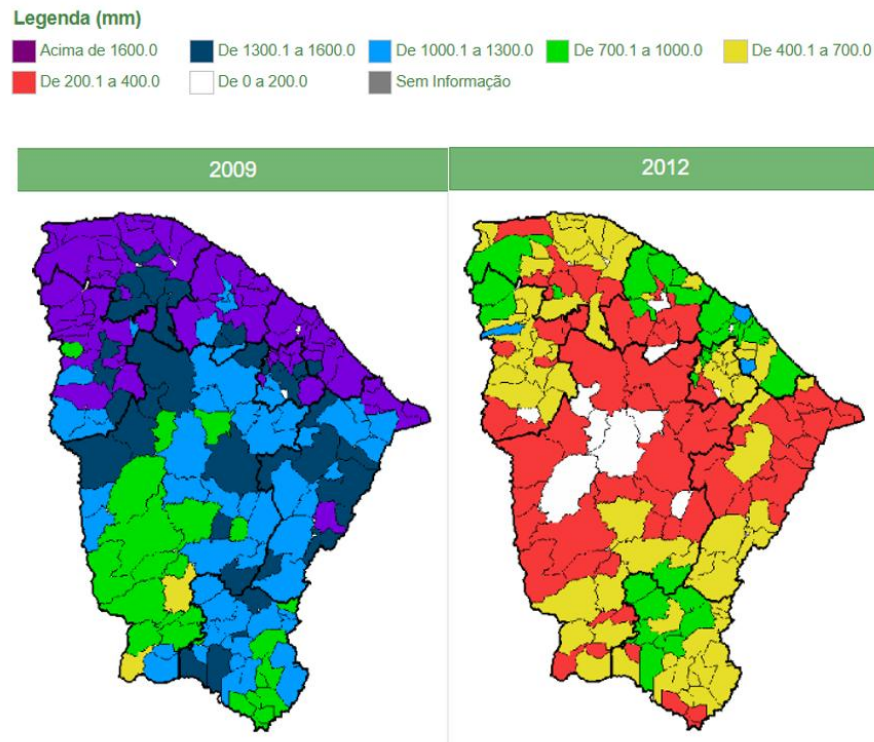 Legenda (mm)
Acima de 1600.0 De 1300.1 a 1600.0 De 1000.1 a 1300.0 De 700.1 a 1000.0 De 400.1 a 700.0
De 200.1 a 400.0 De 0 a 200.0 Sem Informação
2009 2012